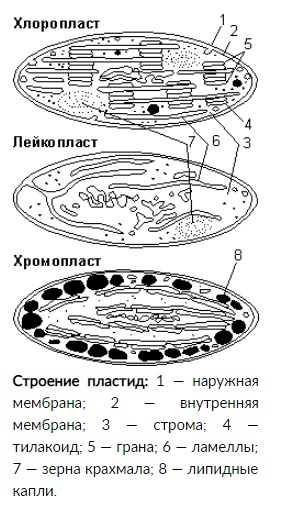 Хлоропласт
1
2
5
4
Лейкопласт
7 6 3
Хромопласт
8
Строение пластид: 1 — наружная
мембрана; 2 — внутренняя
мембрана; 3 — строма; 4 —
тилакоид; 5 — грана; 6 — ламеллы;
7 — зерна крахмала; 8 — липидные
капли.